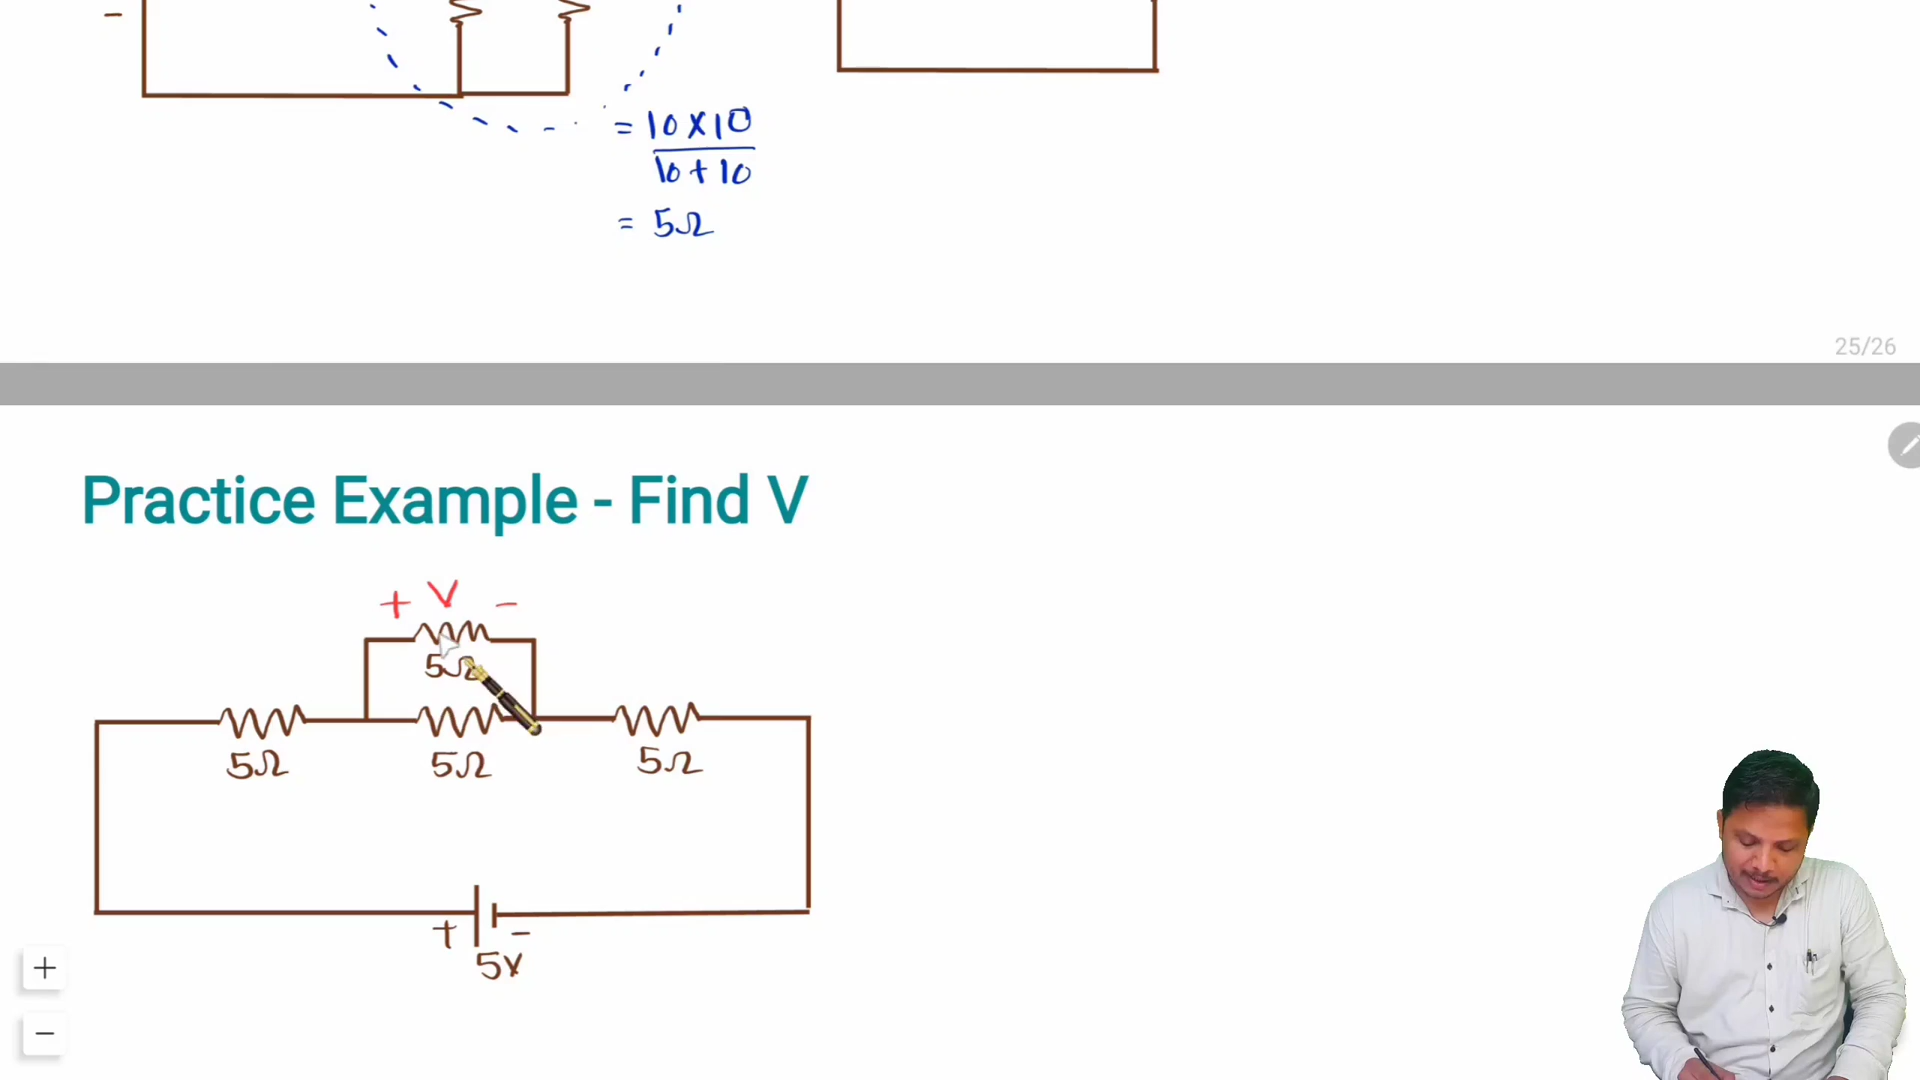 -
= 10 × 10
10 + 10
= 5Ω
25/26
Practice Example - Find V
+ V -
5Ω
5Ω 5Ω 5Ω
+ -
5V